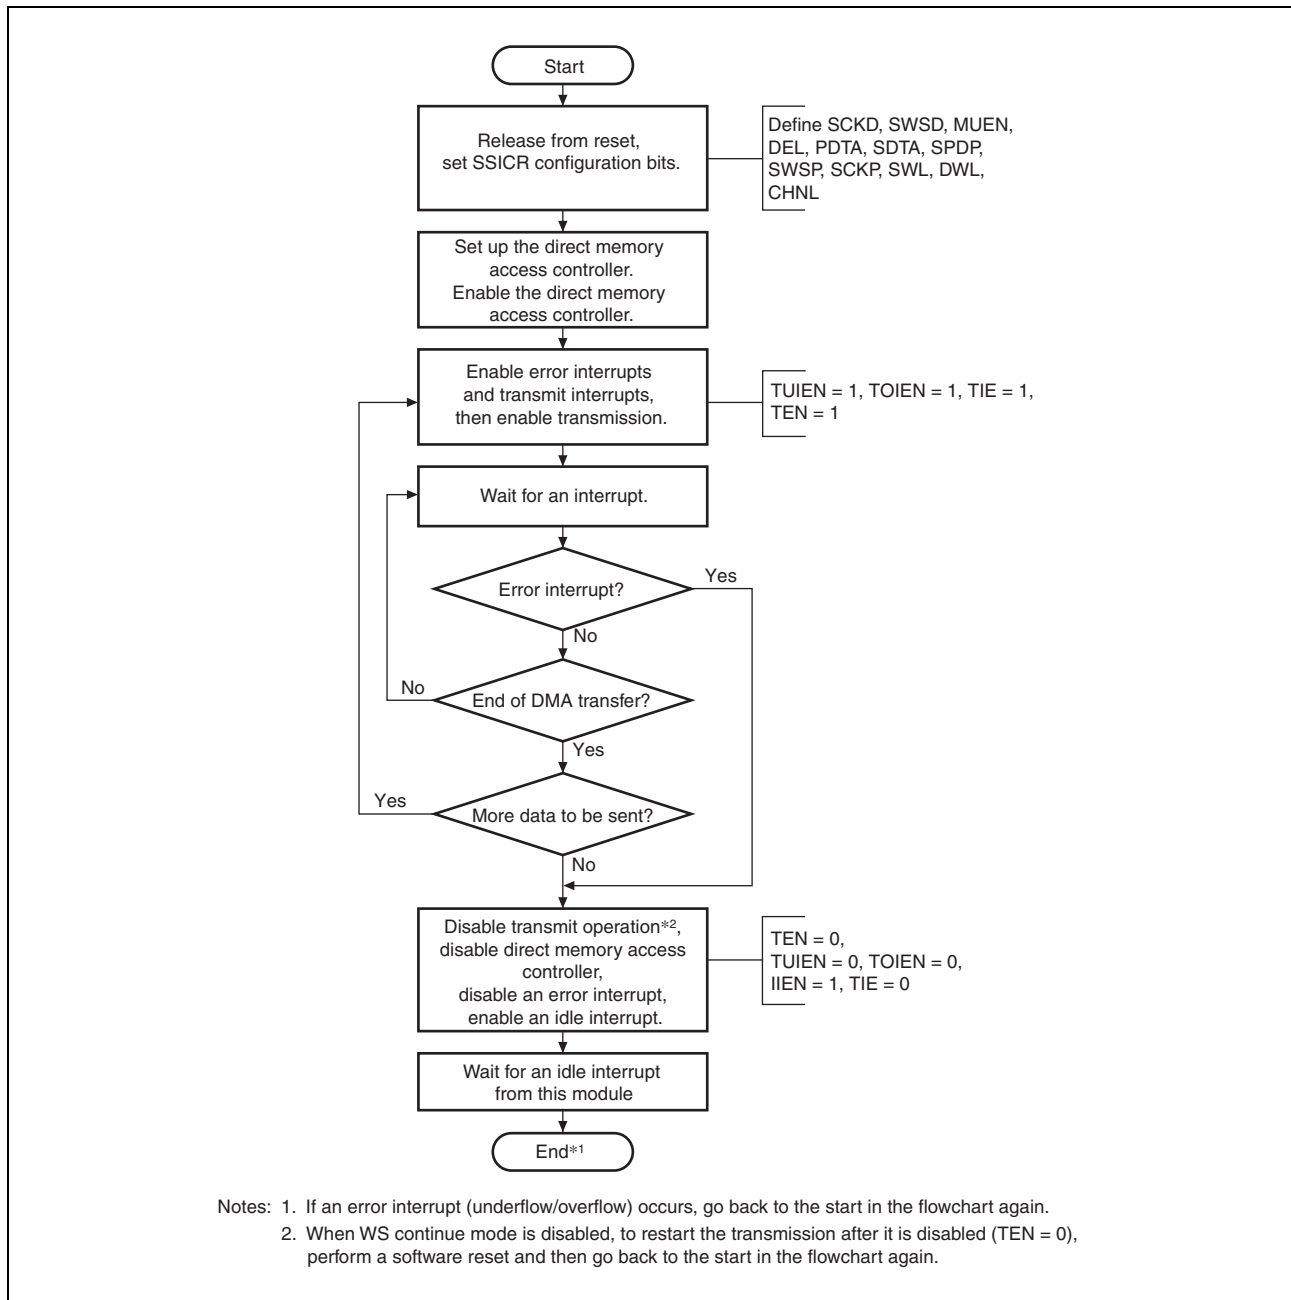 Start
Release from reset,
set SSICR configuration bits.
Define SCKD, SWSD, MUEN,
DEL, PDTA, SDTA, SPDP,
SWSP, SCKP, SWL, DWL,
CHNL
Set up the direct memory
access controller.
Enable the direct memory
access controller.
Enable error interrupts
and transmit interrupts,
then enable transmission.
TUIEN = 1, TOIEN = 1, TIE = 1,
TEN = 1
Wait for an interrupt.
Error interrupt?
Yes
No
End of DMA transfer?
No
Yes
More data to be sent?
Yes
No
Disable transmit operation*2,
disable direct memory access
controller,
disable an error interrupt,
enable an idle interrupt.
TEN = 0,
TUIEN = 0, TOIEN = 0,
IIEN = 1, TIE = 0
Wait for an idle interrupt
from this module
End*1
Notes: 1. If an error interrupt (underflow/overflow) occurs, go back to the start in the flowchart again.
2. When WS continue mode is disabled, to restart the transmission after it is disabled (TEN = 0),
perform a software reset and then go back to the start in the flowchart again.